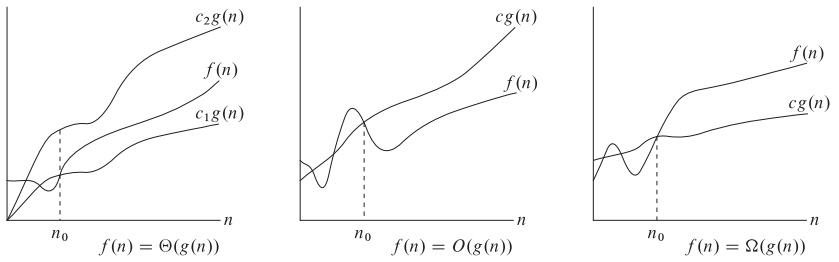 c₂g(n)
f(n)
c₁g(n)
n
n₀
f(n) = Θ(g(n))
cg(n)
f(n)
n
n₀
f(n) = O(g(n))
f(n)
cg(n)
n
n₀
f(n) = Ω(g(n))